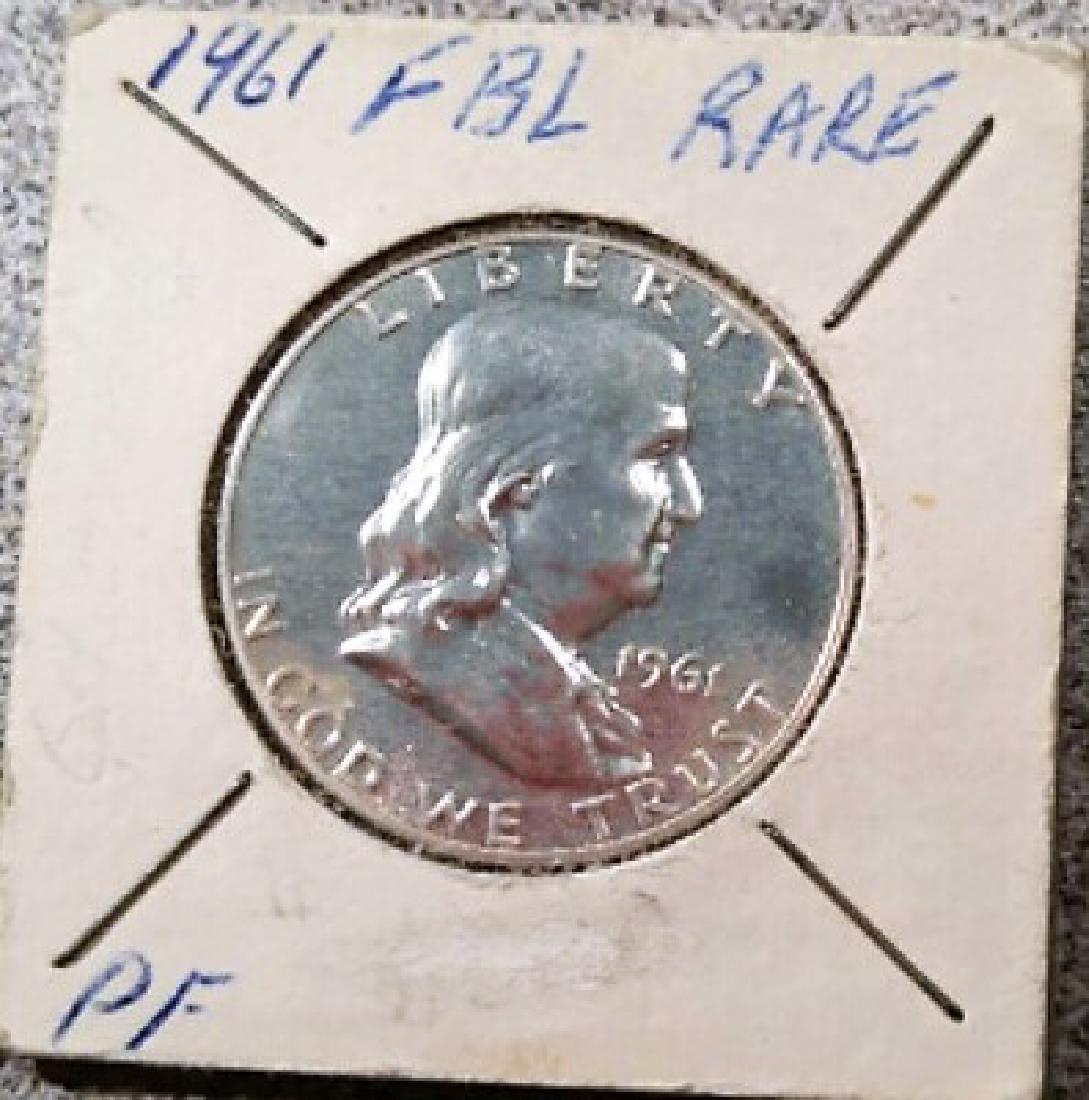 1961 FBL RARE
LIBERTY
IN GOD WE TRUST
1961
PF